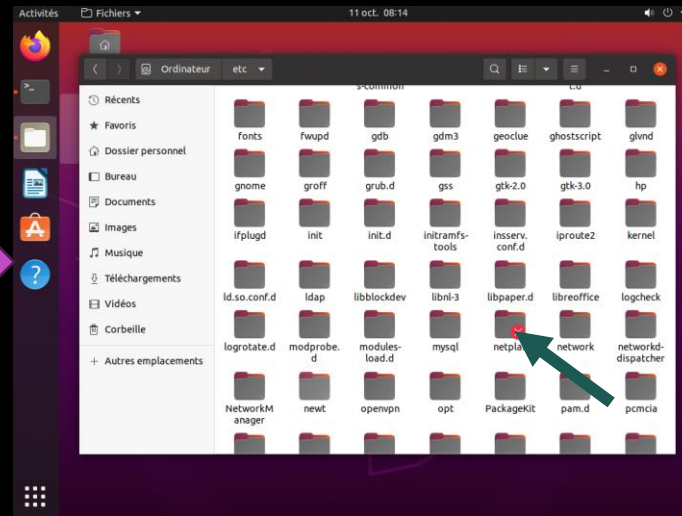 Activités Fichiers 11 oct. 08:14
Ordinateur etc
Récents
Favoris
Dossier personnel
Bureau
Documents
Images
Musique
Téléchargements
Vidéos
Corbeille
+ Autres emplacements
s-common
fonts fwupd gdb gdm3 geoclue ghostscript glvnd
gnome groff grub.d gss gtk-2.0 gtk-3.0 hp
ifplugd init init.d initramfs-tools insserv.conf.d iproute2 kernel
ld.so.conf.d ldap libblockdev libnl-3 libpaper.d libreoffice logcheck
logrotate.d modprobe.d modules-load.d mysql network networkd-dispatcher
NetworkManager newt openvpn opt PackageKit pam.d pcmcia